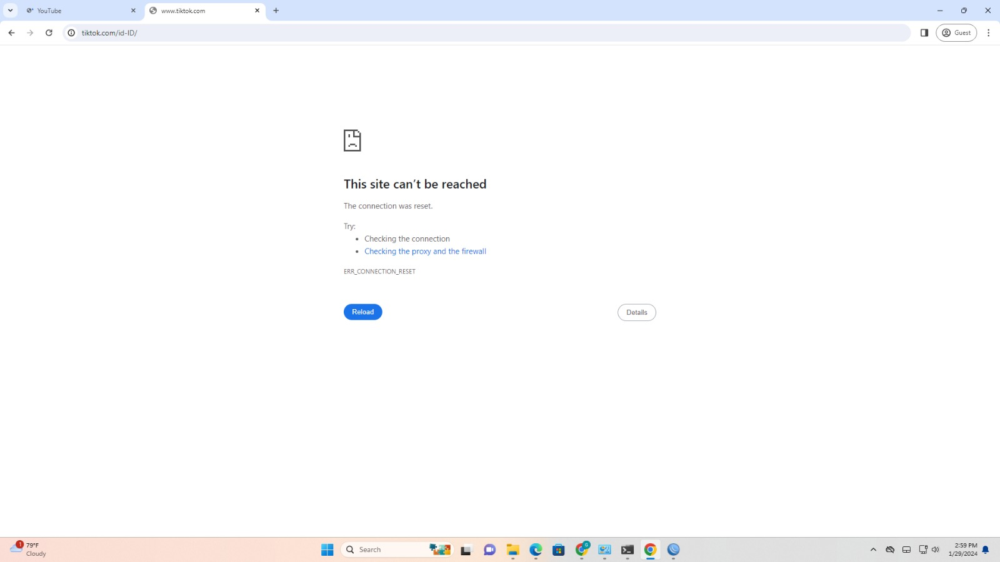 YouTube
www.tiktok.com
tiktok.com/id-ID/
Guest
This site can't be reached
The connection was reset.
Try:
• Checking the connection
• Checking the proxy and the firewall
ERR_CONNECTION_RESET
Reload
Details
1
79°F
Cloudy
Search
G
2:59 PM
1/29/2024